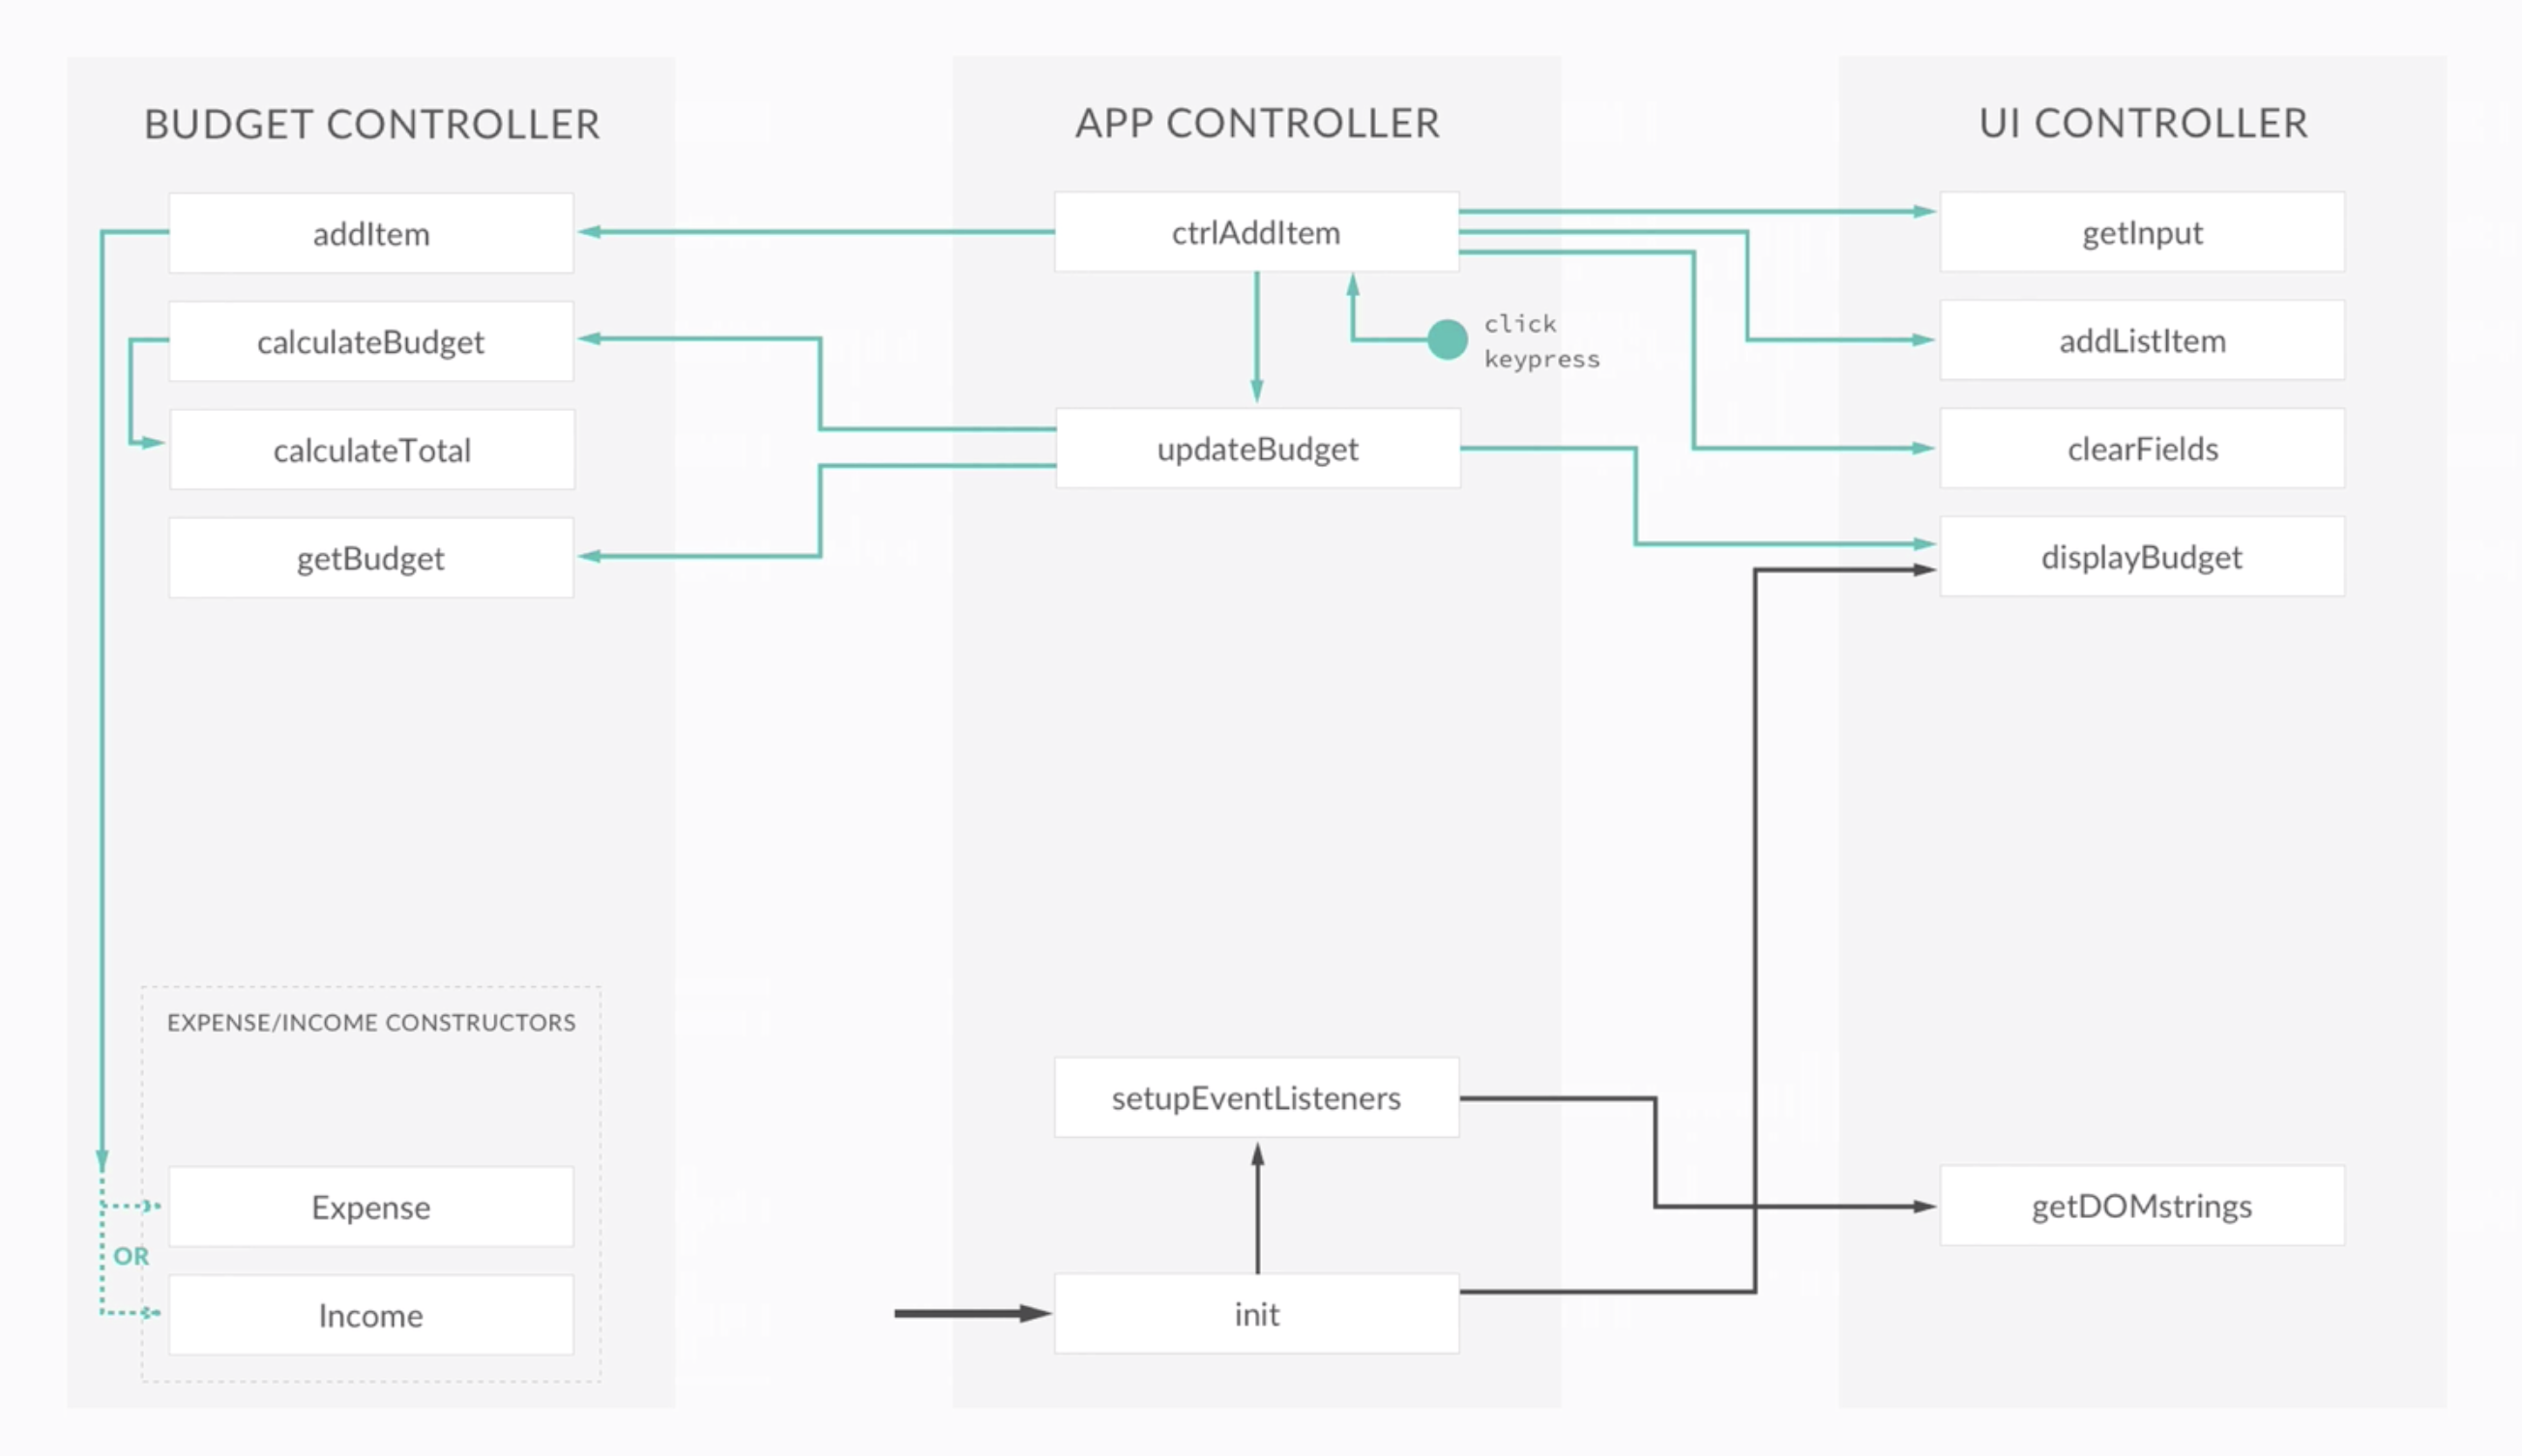 BUDGET CONTROLLER
addItem
calculateBudget
calculateTotal
getBudget
EXPENSE/INCOME CONSTRUCTORS
Expense
OR
Income
APP CONTROLLER
ctrlAddItem
click
keypress
updateBudget
setupEventListeners
init
UI CONTROLLER
getInput
addListItem
clearFields
displayBudget
getDOMstrings